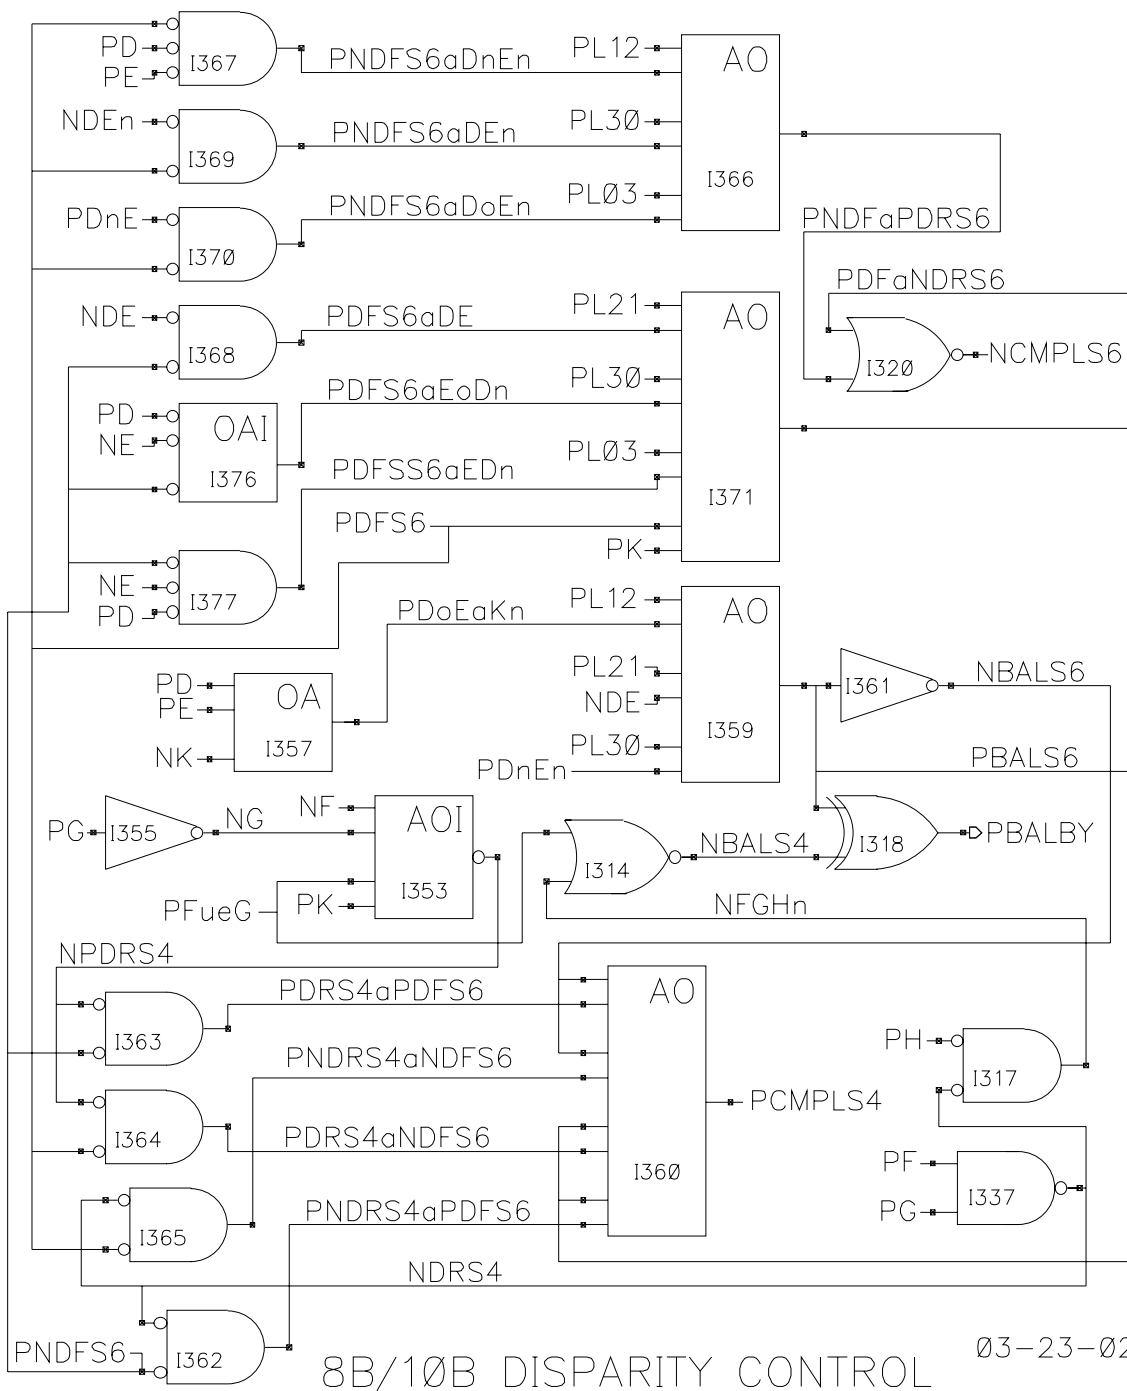 PD
PE
I367
PNDFS6aDnEn
PL12
AO
NDEn
I369
PNDFS6aDEn
PL3Ø
I366
PDnE
I37Ø
PNDFS6aDoEn
PLØ3
PNDFaPDRS6
PDFaNDRS6
NDE
I368
PDFS6aDE
PL21
AO
I32Ø
NCMPLS6
PD
NE
OAI
I376
PDFS6aEoDn
PL3Ø
PDFSS6aEDn
PLØ3
I371
PDFS6
PK
NE
PD
I377
PDoEaKn
PL12
AO
PD
PE
OA
NK
I357
PL21
NDE
I359
PL3Ø
PDnEn
I361
NBALS6
PBALS6
PG
I355
NG
NF
AOI
I353
PK
PFueG
I314
NBALS4
I318
PBALBY
NFGHn
NPDRS4
I363
PDRS4aPDFS6
AO
PNDRS4aNDFS6
I364
PDRS4aNDFS6
I36Ø
PCMPLS4
PH
I317
PF
PG
I337
I365
PNDRS4aPDFS6
NDRS4
PNDFS6
I362
8B/1ØB DISPARITY CONTROL
Ø3-23-02